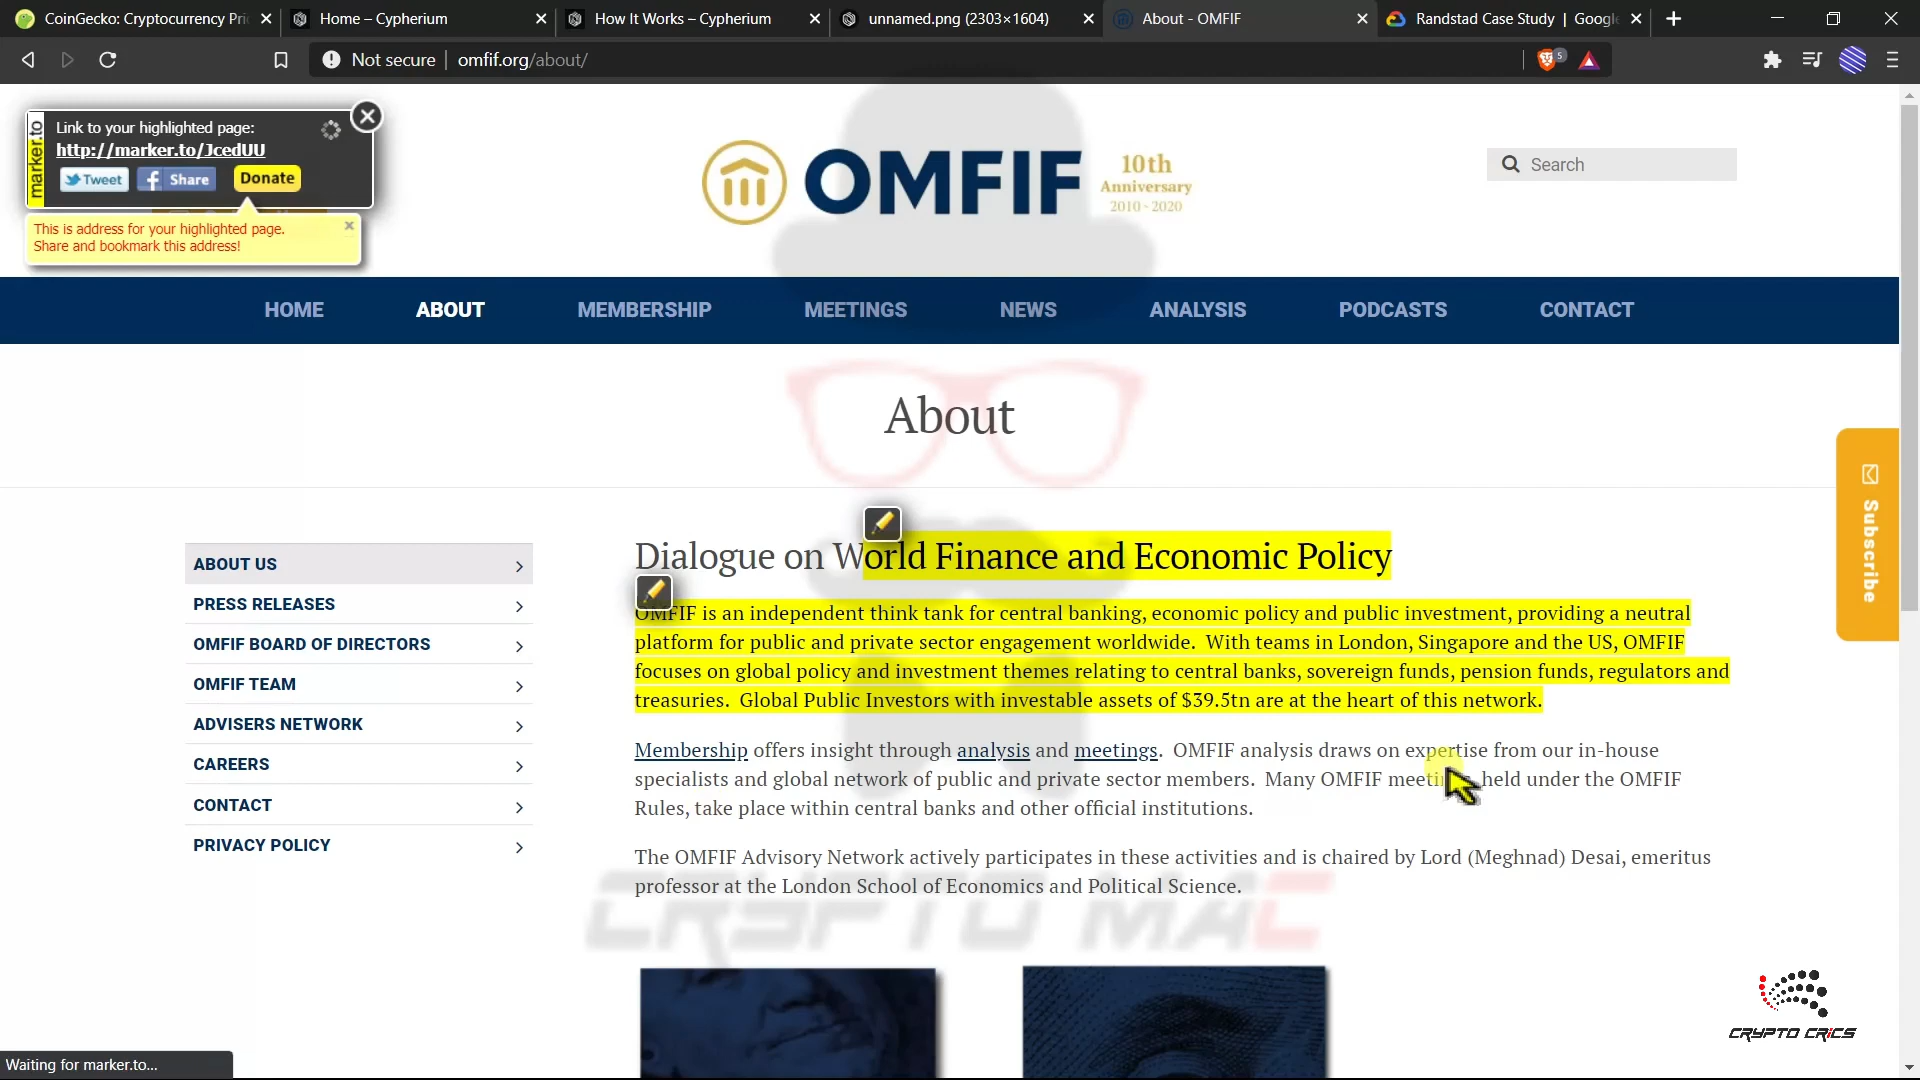 CoinGecko: Cryptocurrency Pri
Home – Cypherium
How It Works – Cypherium
unnamed.png (2303×1604)
About - OMFIF
Randstad Case Study | Googl
Not secure
omfif.org/about/
5
marker.to
Link to your highlighted page:
http://marker.to/JcedUU
Tweet
Share
Donate
This is address for your highlighted page.
Share and bookmark this address!
OMFIF
10th
Anniversary
2010-2020
Search
HOME
ABOUT
MEMBERSHIP
MEETINGS
NEWS
ANALYSIS
PODCASTS
CONTACT
About
Subscribe
ABOUT US
PRESS RELEASES
OMFIF BOARD OF DIRECTORS
OMFIF TEAM
ADVISERS NETWORK
CAREERS
CONTACT
PRIVACY POLICY
Dialogue on World Finance and Economic Policy
OMFIF is an independent think tank for central banking, economic policy and public investment, providing a neutral
platform for public and private sector engagement worldwide. With teams in London, Singapore and the US, OMFIF
focuses on global policy and investment themes relating to central banks, sovereign funds, pension funds, regulators and
treasuries. Global Public Investors with investable assets of $39.5tn are at the heart of this network.
Membership offers insight through analysis and meetings. OMFIF analysis draws on expertise from our in-house
specialists and global network of public and private sector members. Many OMFIF meetin held under the OMFIF
Rules, take place within central banks and other official institutions.
The OMFIF Advisory Network actively participates in these activities and is chaired by Lord (Meghnad) Desai, emeritus
professor at the London School of Economics and Political Science.
CRYPTO MAC
CRYPTO CRiCS
Waiting for marker.to...